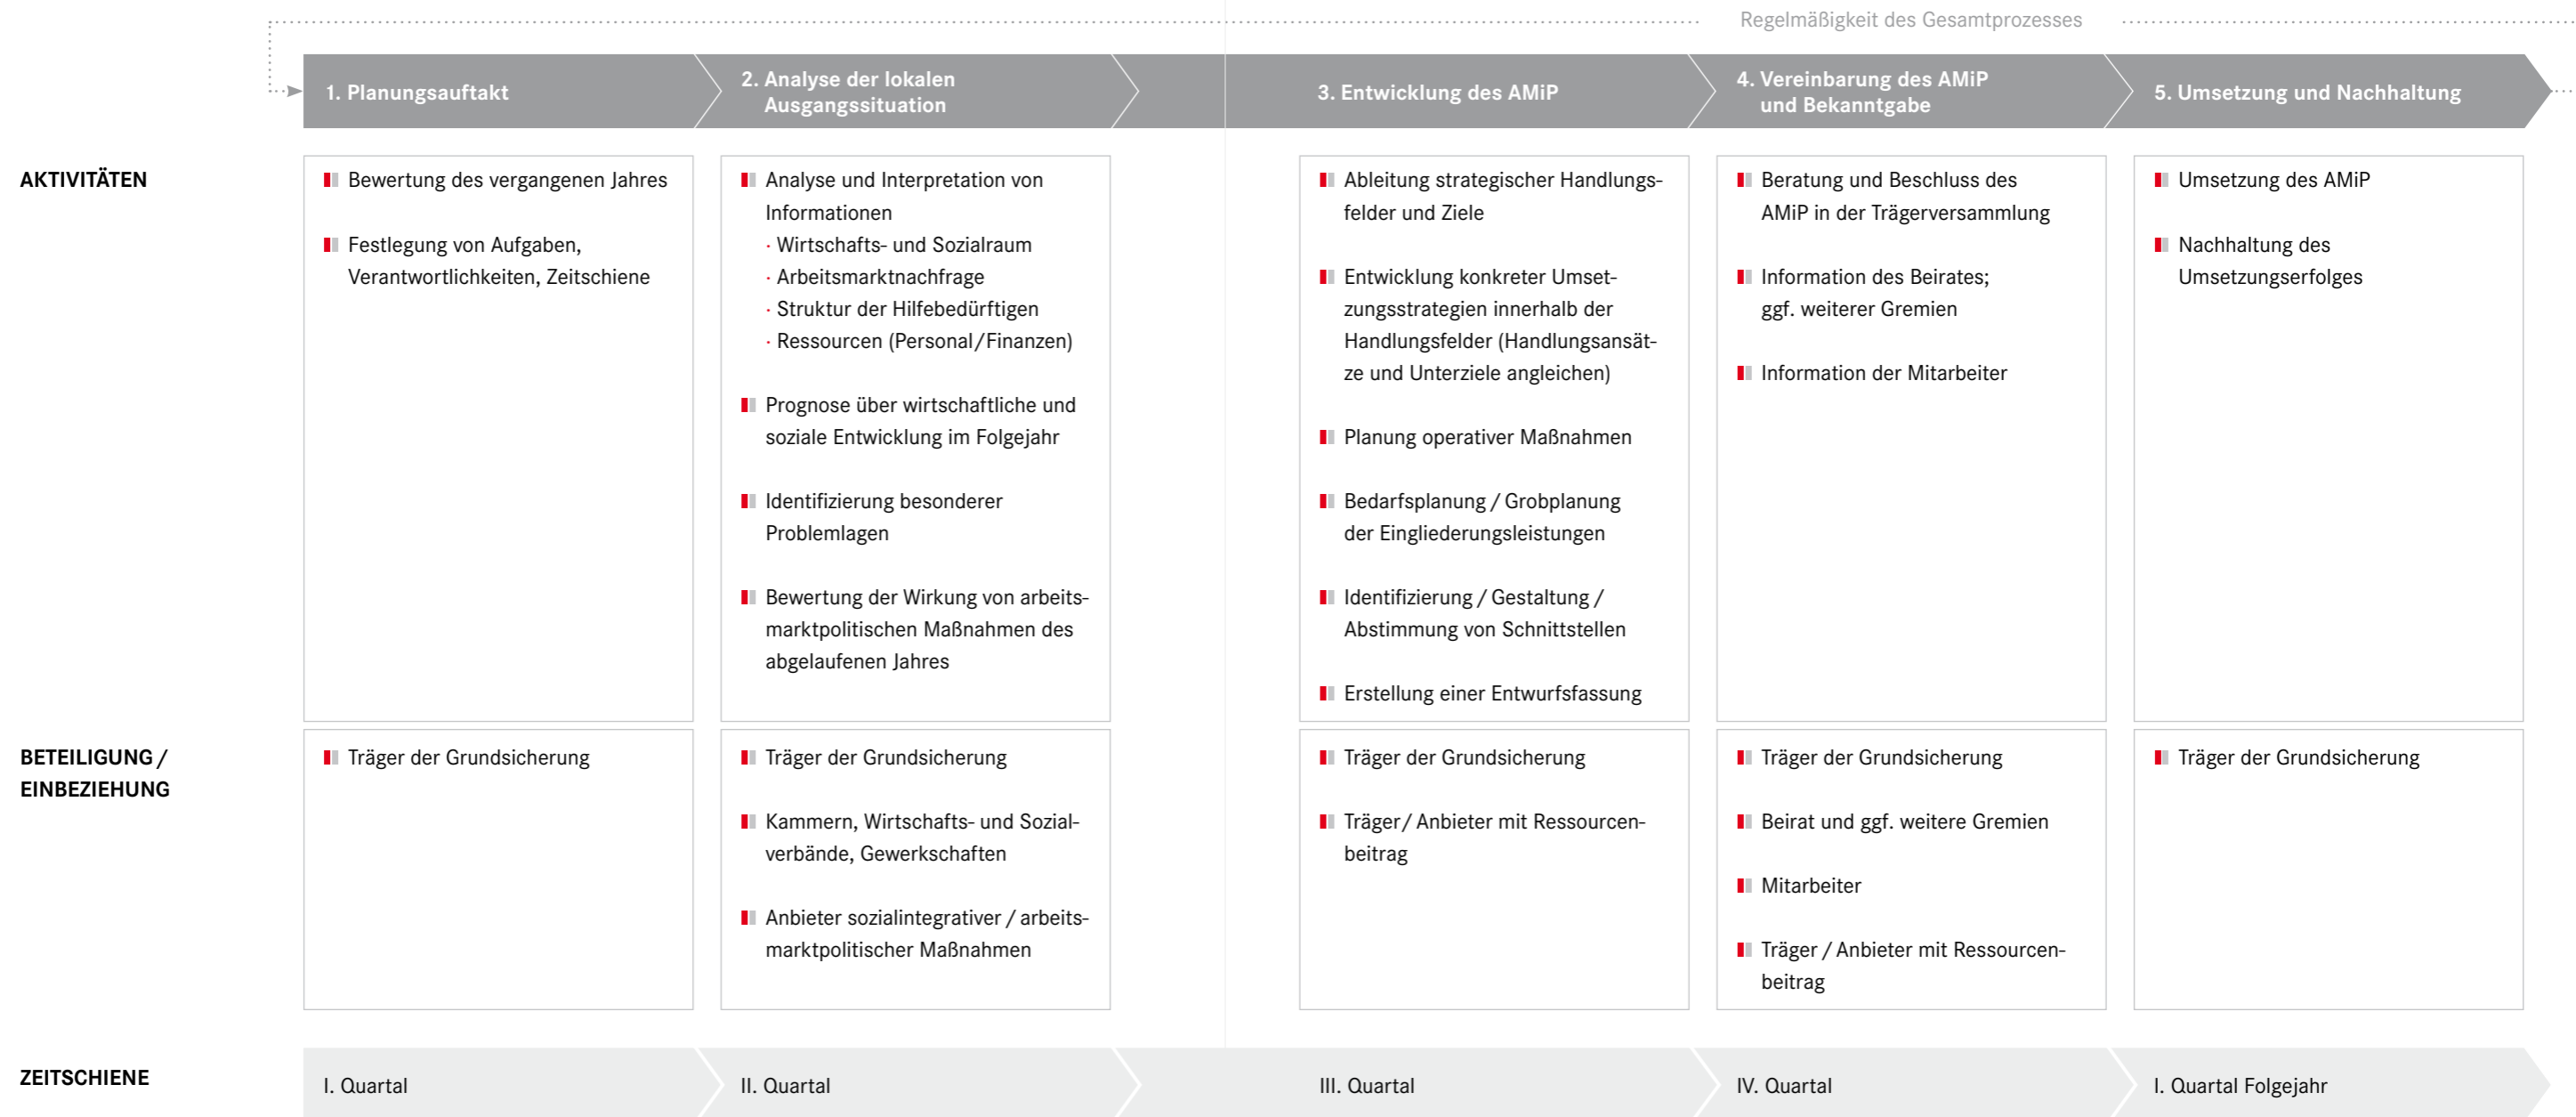 Regelmäßigkeit des Gesamtprozesses
1. Planungsauftakt
2. Analyse der lokalen
Ausgangssituation
3. Entwicklung des AMiP
4. Vereinbarung des AMiP
und Bekanntgabe
5. Umsetzung und Nachhaltung
AKTIVITÄTEN
Bewertung des vergangenen Jahres
Festlegung von Aufgaben,
Verantwortlichkeiten, Zeitschiene
Analyse und Interpretation von
Informationen
· Wirtschafts- und Sozialraum
· Arbeitsmarktnachfrage
· Struktur der Hilfebedürftigen
· Ressourcen (Personal/Finanzen)
Prognose über wirtschaftliche und
soziale Entwicklung im Folgejahr
Identifizierung besonderer
Problemlagen
Bewertung der Wirkung von arbeits-
marktpolitischen Maßnahmen des
abgelaufenen Jahres
Ableitung strategischer Handlungs-
felder und Ziele
Entwicklung konkreter Umset-
zungsstrategien innerhalb der
Handlungsfelder (Handlungsansät-
ze und Unterziele angleichen)
Planung operativer Maßnahmen
Bedarfsplanung / Grobplanung
der Eingliederungsleistungen
Identifizierung / Gestaltung /
Abstimmung von Schnittstellen
Erstellung einer Entwurfsfassung
Beratung und Beschluss des
AMiP in der Trägerversammlung
Information des Beirates;
ggf. weiterer Gremien
Information der Mitarbeiter
Umsetzung des AMiP
Nachhaltung des
Umsetzungserfolges
BETEILIGUNG /
EINBEZIEHUNG
Träger der Grundsicherung
Träger der Grundsicherung
Kammern, Wirtschafts- und Sozial-
verbände, Gewerkschaften
Anbieter sozialintegrativer / arbeits-
marktpolitischer Maßnahmen
Träger der Grundsicherung
Träger/ Anbieter mit Ressourcen-
beitrag
Träger der Grundsicherung
Beirat und ggf. weitere Gremien
Mitarbeiter
Träger / Anbieter mit Ressourcen-
beitrag
Träger der Grundsicherung
ZEITSCHIENE
I. Quartal
II. Quartal
III. Quartal
IV. Quartal
I. Quartal Folgejahr